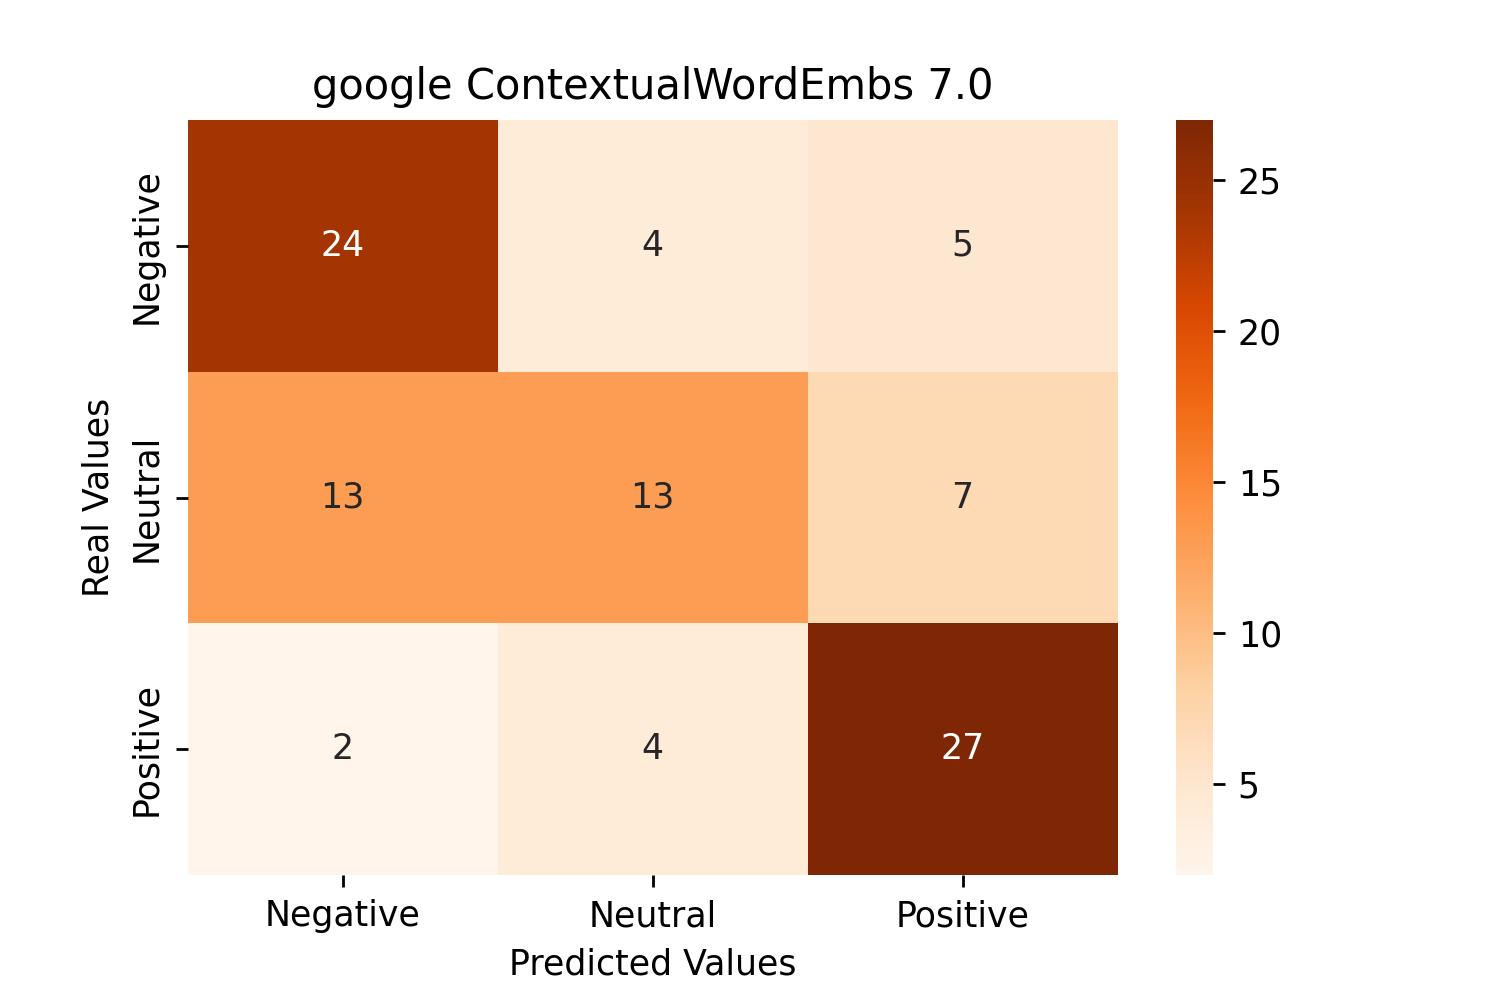 google ContextualWordEmbs 7.0
Real Values
Negative
24 4 5
Neutral
13 13 7
Positive
2 4 27
Negative Neutral Positive
Predicted Values
25
20
15
10
5